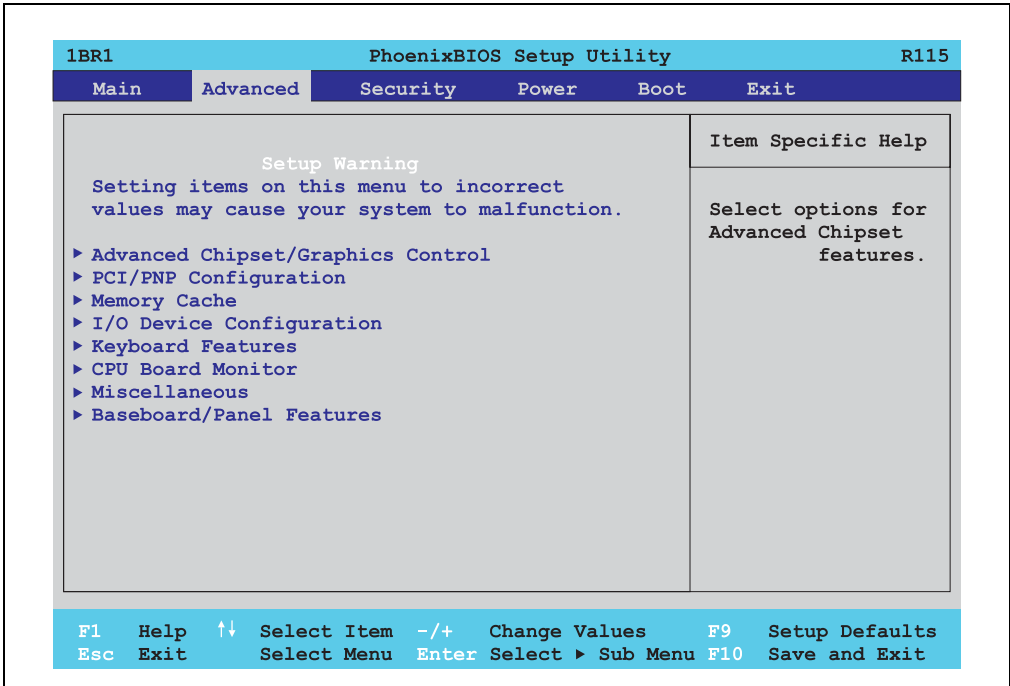 1BR1 PhoenixBIOS Setup Utility R115
Main Advanced Security Power Boot Exit
Setup Warning
Setting items on this menu to incorrect
values may cause your system to malfunction.
▶ Advanced Chipset/Graphics Control
▶ PCI/PNP Configuration
▶ Memory Cache
▶ I/O Device Configuration
▶ Keyboard Features
▶ CPU Board Monitor
▶ Miscellaneous
▶ Baseboard/Panel Features
Item Specific Help
Select options for
Advanced Chipset
features.
F1 Help ↑↓ Select Item -/+ Change Values F9 Setup Defaults
Esc Exit Select Menu Enter Select ▶ Sub Menu F10 Save and Exit